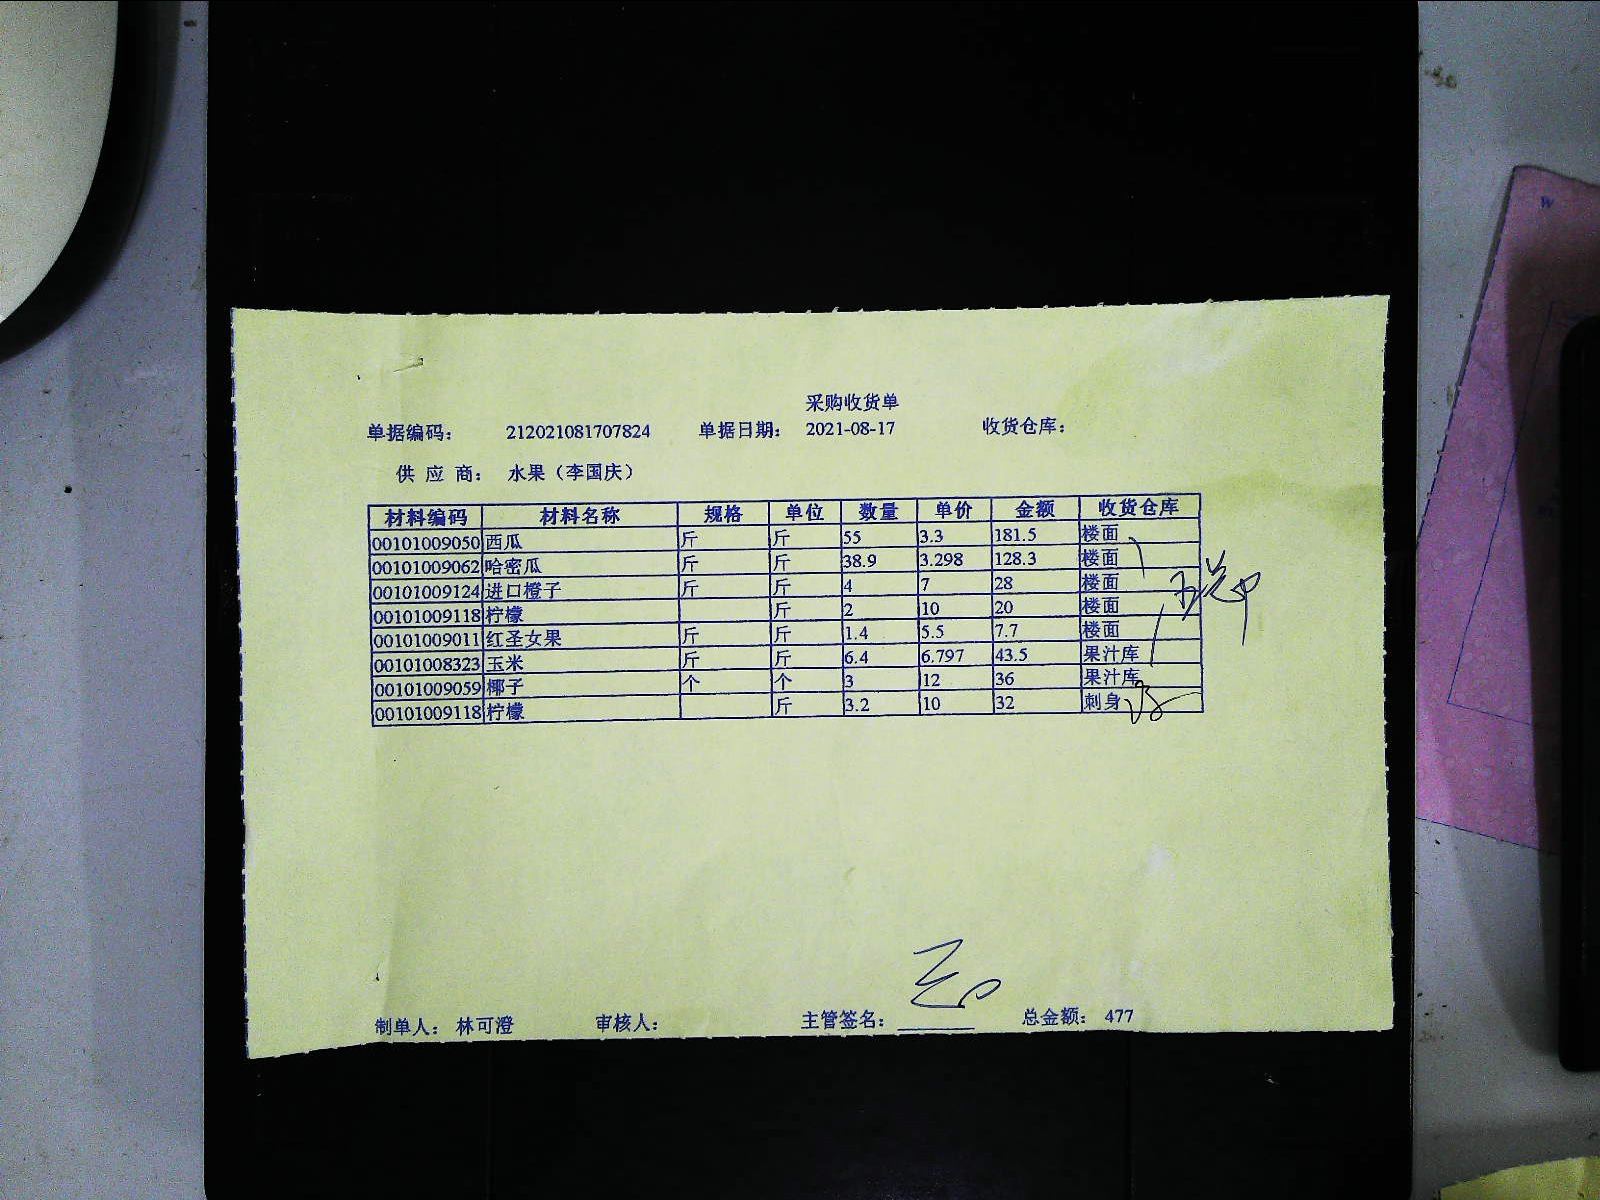 采购收货单
单据编码： 212021081707824 单据日期： 2021-08-17 收货仓库：
供 应 商： 水果（李国庆）
材料编码 材料名称 规格 单位 数量 单价 金额 收货仓库
00101009050 西瓜 斤 斤 55 3.3 181.5 楼面
00101009062 哈密瓜 斤 斤 38.9 3.298 128.3 楼面
00101009124 进口橙子 斤 斤 4 7 28 楼面
00101009118 柠檬 斤 2 10 20 楼面
00101009011 红圣女果 斤 斤 1.4 5.5 7.7 楼面
00101008323 玉米 斤 斤 6.4 6.797 43.5 果汁库
00101009059 椰子 个 个 3 12 36 果汁库
00101009118 柠檬 斤 3.2 10 32 刺身
制单人： 林可澄 审核人： 主管签名： 总金额： 477
W